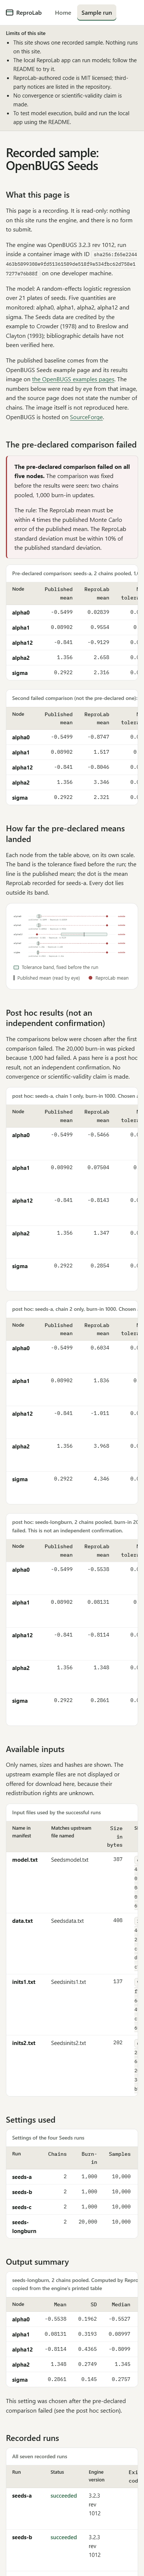 ReproLab Home Sample run
Limits of this site
This site shows one recorded sample. Nothing runs on this site.
The local ReproLab app can run models; follow the README to try it.
ReproLab-authored code is MIT licensed; third-party notices are listed in the repository.
No convergence or scientific-validity claim is made.
To test model execution, build and run the local app using the README.
Recorded sample:
OpenBUGS Seeds
What this page is
This page is a recording. It is read-only: nothing on this site runs the engine, and there is no form to submit.
The engine was OpenBUGS 3.2.3 rev 1012, run inside a container image with ID
on one developer machine.
The model: A random-effects logistic regression over 21 plates of seeds. Five quantities are monitored: alpha0, alpha1, alpha2, alpha12 and sigma. The Seeds data are credited by the example to Crowder (1978) and to Breslow and Clayton (1993); bibliographic details have not been verified here.
The published baseline comes from the OpenBUGS Seeds example page and its results image on the OpenBUGS examples pages. The numbers below were read by eye from that image, and the source page does not state the number of chains. The image itself is not reproduced here. OpenBUGS is hosted on SourceForge.
The pre-declared comparison failed
The pre-declared comparison failed on all five nodes. The comparison was fixed before the results were seen: two chains pooled, 1,000 burn-in updates.
The rule: The ReproLab mean must be within 4 times the published Monte Carlo error of the published mean. The ReproLab standard deviation must be within 10% of the published standard deviation.
Pre-declared comparison: seeds-a, 2 chains pooled,
Node Published mean ReproLab mean
alpha0 -0.5499 0.02839
alpha1 0.08902 0.9554
alpha12 -0.841 -0.9129
alpha2 1.356 2.658
sigma 0.2922 2.316
Second failed comparison (not the pre-declared one):
Node Published mean ReproLab mean
alpha0 -0.5499 -0.8747
alpha1 0.08902 1.517
alpha12 -0.841 -0.8046
alpha2 1.356 3.346
sigma 0.2922 2.321
How far the pre-declared means landed
Each node from the table above, on its own scale. The band is the tolerance fixed before the run; the line is the published mean; the dot is the mean ReproLab recorded for seeds-a. Every dot lies outside its band.
Tolerance band, fixed before the run
Published mean (read by eye) ReproLab mean
Post hoc results (not an independent confirmation)
The comparisons below were chosen after the first comparison failed. The 20,000 burn-in was picked because 1,000 had failed. A pass here is a post hoc result, not an independent confirmation. No convergence or scientific-validity claim is made.
post hoc: seeds-a, chain 1 only, burn-in 1000. Chosen
Node Published mean ReproLab mean
alpha0 -0.5499 -0.5466
alpha1 0.08902 0.07504
alpha12 -0.841 -0.8143
alpha2 1.356 1.347
sigma 0.2922 0.2854
post hoc: seeds-a, chain 2 only, burn-in 1000. Chosen
Node Published mean ReproLab mean
alpha0 -0.5499 0.6034
alpha1 0.08902 1.836
alpha12 -0.841 -1.011
alpha2 1.356 3.968
sigma 0.2922 4.346
post hoc: seeds-longburn, 2 chains pooled, burn-in
failed. This is not an independent confirmation.
Node Published mean ReproLab mean
alpha0 -0.5499 -0.5538
alpha1 0.08902 0.08131
alpha12 -0.841 -0.8114
alpha2 1.356 1.348
sigma 0.2922 0.2861
Available inputs
Only names, sizes and hashes are shown. The upstream example files are not displayed or offered for download here, because their distribution rights are unknown.
Input files used by the successful runs
Name in manifest Matches upstream file named Size in bytes
model.txt Seedsmodel.txt 387
data.txt Seedsdata.txt 408
inits1.txt Seedsinits1.txt 137
inits2.txt Seedsinits2.txt 202
Settings used
Settings of the four Seeds runs
Run Chains Burn-in Samples
seeds-a 2 1,000 10,000
seeds-b 2 1,000 10,000
seeds-c 2 1,000 10,000
seeds-longburn 2 20,000 10,000
Output summary
seeds-longburn, 2 chains pooled. Computed by
copied from the engine's printed table
Node Mean SD Median
alpha0 -0.5538 0.1962 -0.5527
alpha1 0.08131 0.3193 0.08997
alpha12 -0.8114 0.4365 -0.8099
alpha2 1.348 0.2749 1.345
sigma 0.2861 0.145 0.2757
This setting was chosen after the pre-declared comparison failed (see the post hoc section).
Recorded runs
All seven recorded runs
Run Status Engine version
seeds-a succeeded 3.2.3 rev 1012
seeds-b succeeded 3.2.3 rev 1012